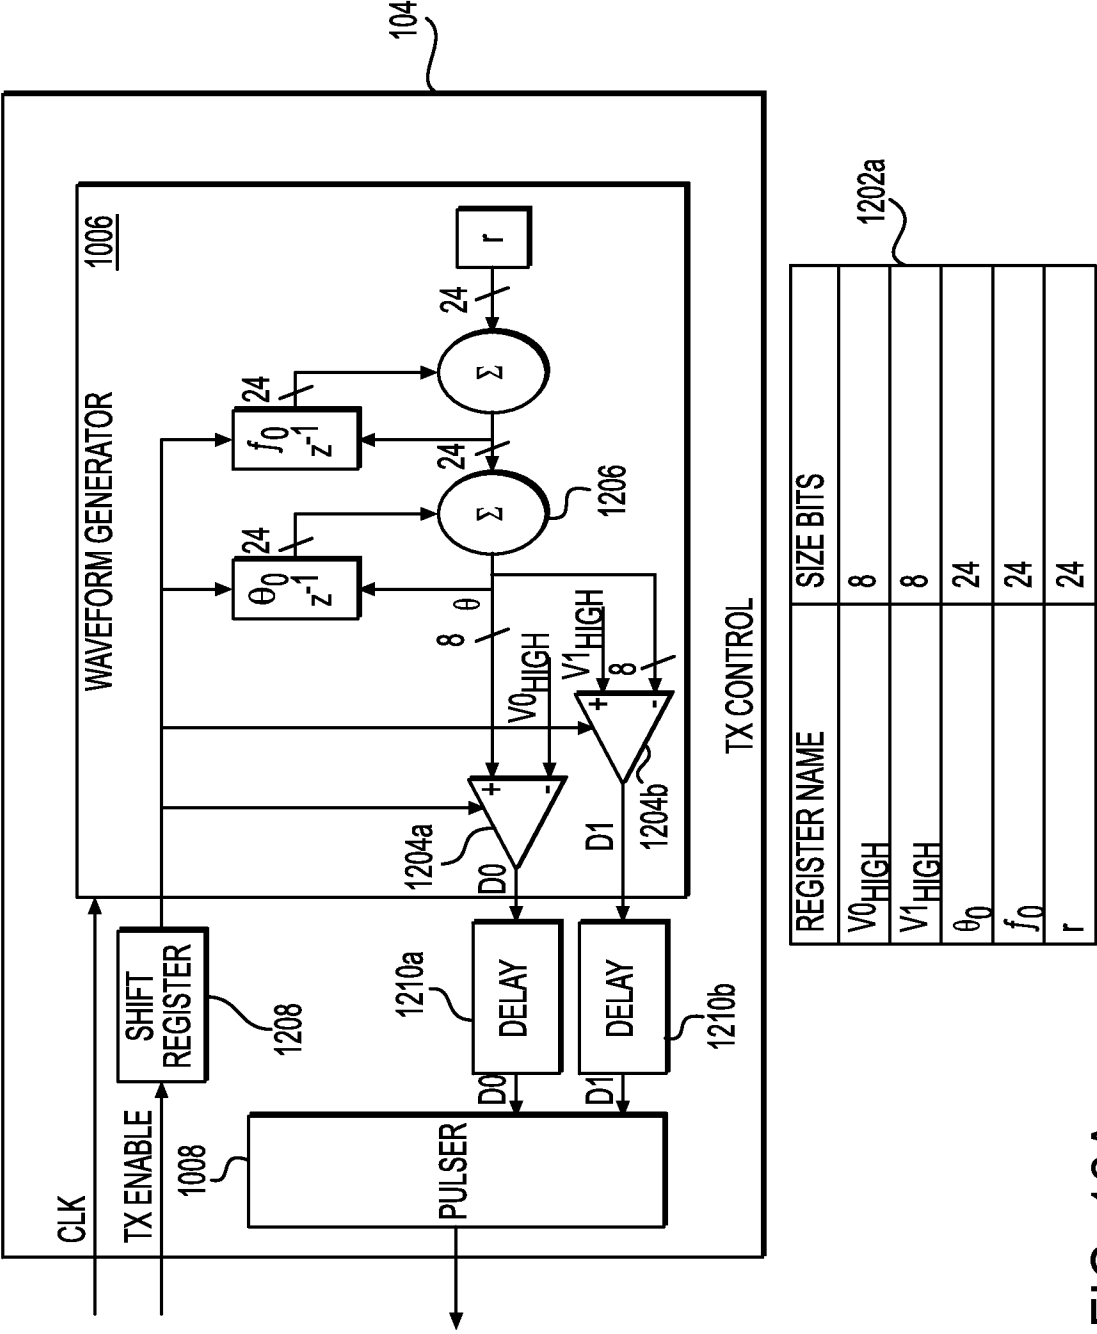 104
CLK
TX ENABLE
SHIFT
REGISTER
1208
WAVEFORM GENERATOR
1006
θ0
z-1
24
f0
z-1
24
θ
8
Σ
1206
24
Σ
24
r
V0HIGH
V1HIGH
8
+
-
1204a
+
-
1204b
D0
D1
1210a
DELAY
DELAY
1210b
D0
D1
1008
PULSER
TX CONTROL
1202a
REGISTER NAME SIZE BITS
V0HIGH 8
V1HIGH 8
θ0 24
f0 24
r 24